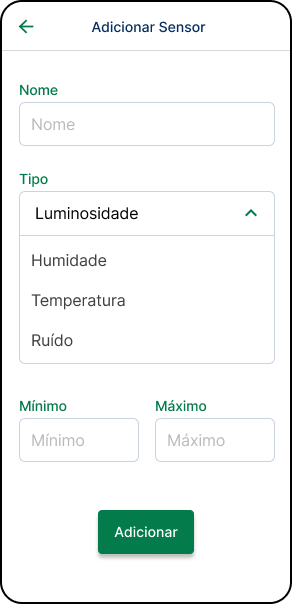 Adicionar Sensor
Nome
Nome
Tipo
Luminosidade
Humidade
Temperatura
Ruído
Mínimo Máximo
Mínimo Máximo
Adicionar